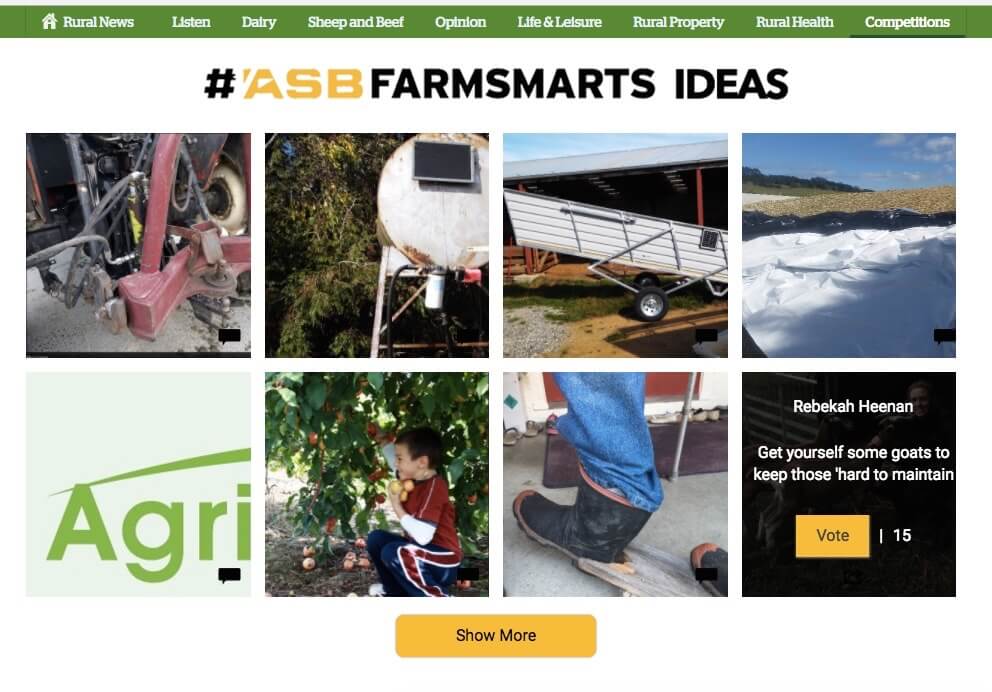 Rural News Listen Dairy Sheep and Beef Opinion Life & Leisure Rural Property Rural Health Competitions
#ASB FARMSMARTS IDEAS
Agri
Rebekah Heenan
Get yourself some goats to
keep those 'hard to maintain
Vote | 15
Show More